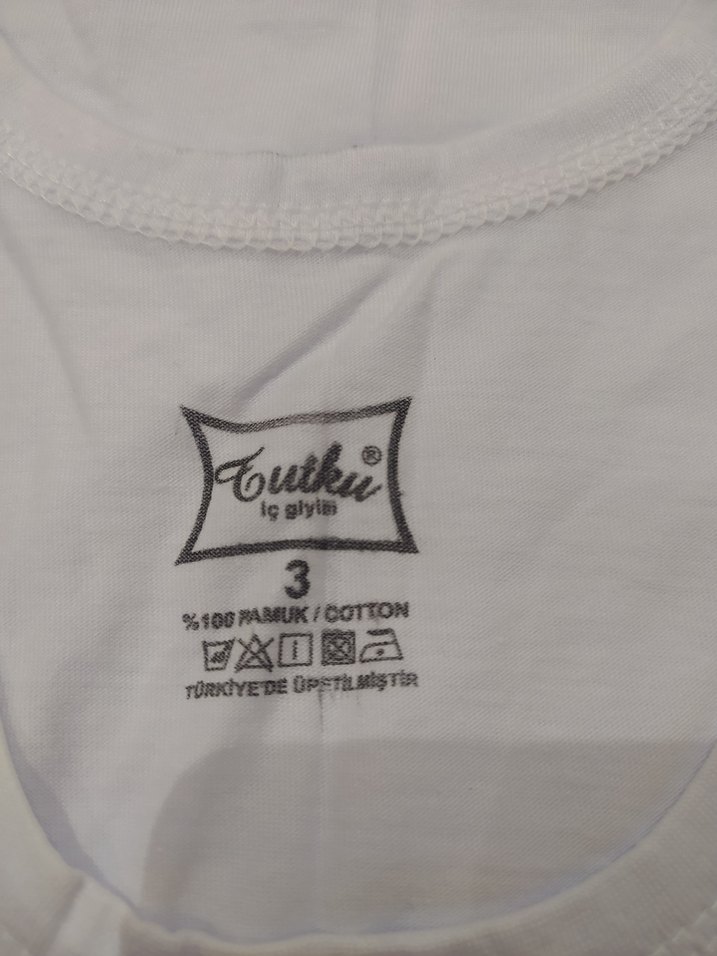 Tutku®
iç giyim
3
%100 PAMUK / COTTON
TÜRKİYE'DE ÜRETİLMİŞTİR